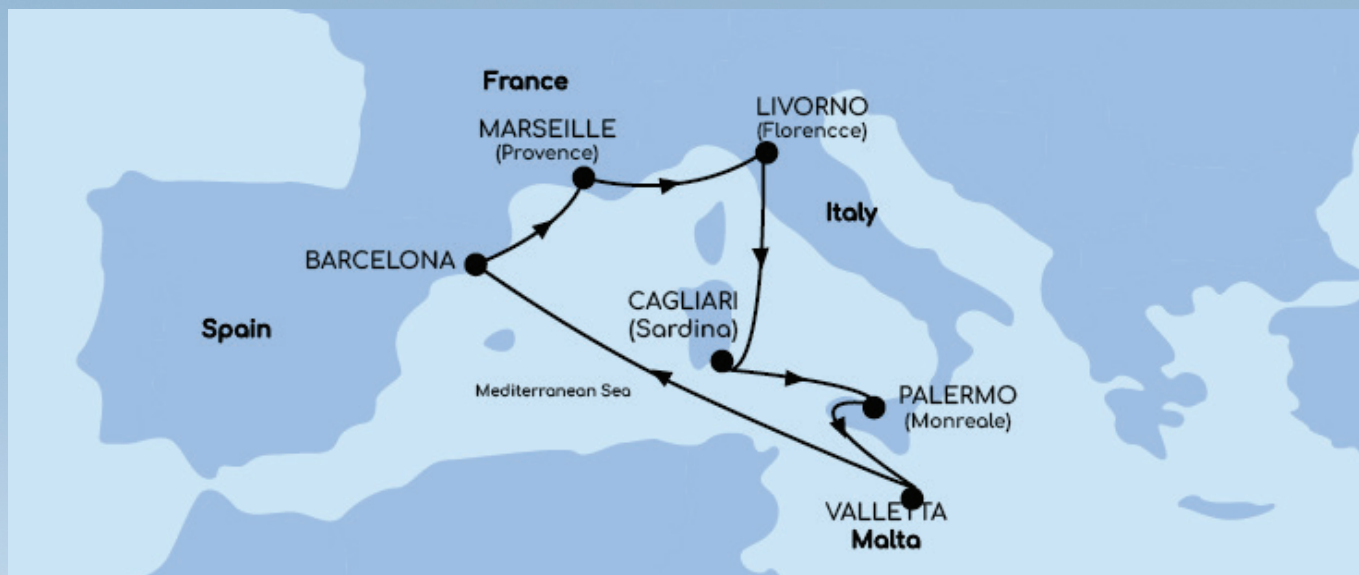 France
MARSEILLE
(Provence)
LIVORNO
(Florencce)
Italy
BARCELONA
Spain
CAGLIARI
(Sardina)
Mediterranean Sea
PALERMO
(Monreale)
VALLETTA
Malta